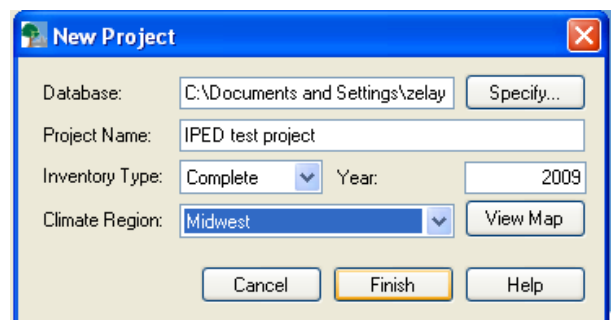 New Project
Database: C:\Documents and Settings\zelay Specify...
Project Name: IPED test project
Inventory Type: Complete Year: 2009
Climate Region: Midwest View Map
Cancel Finish Help